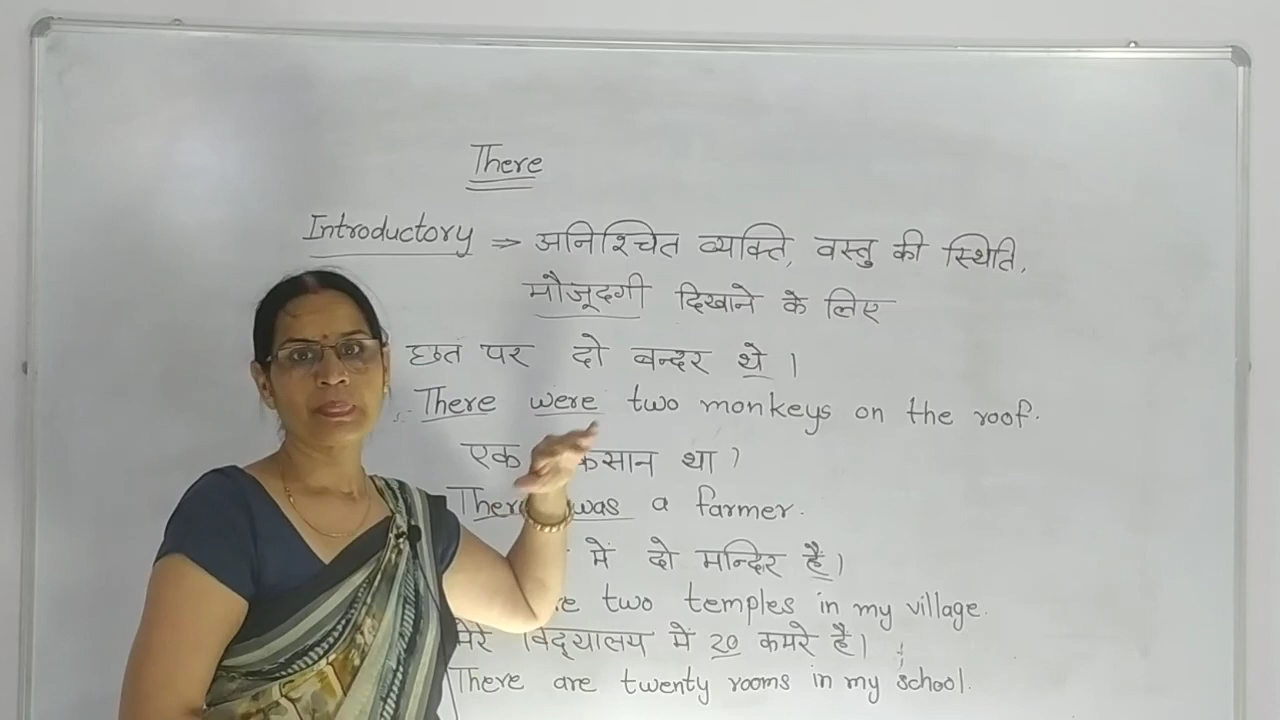 There
Introductory ⇒ अनिश्चित व्यक्ति, वस्तु की स्थिति,
मौजूदगी दिखाने के लिए
छत पर दो बन्दर थे।
There were two monkeys on the roof.
एक था?
was a farmer.
में दो मन्दिर हैं।
two temples in my village.
मेरे विद्यालय में 20 कमरे हैं।
There are twenty rooms in my school.